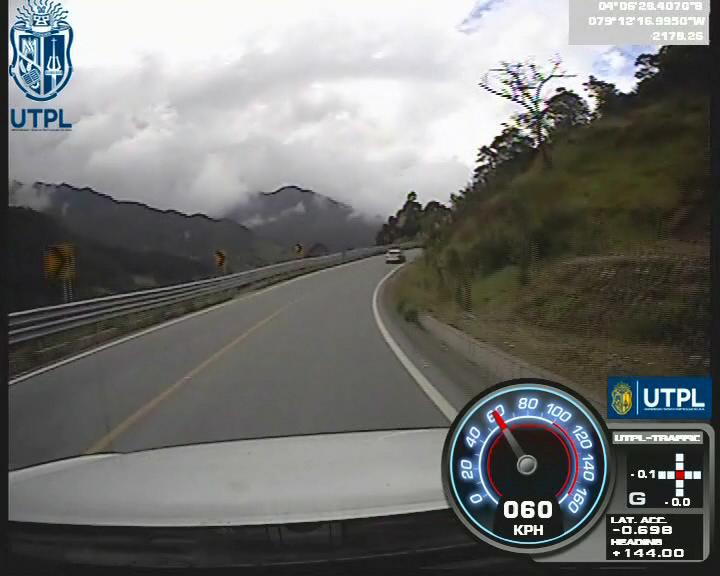 04°06'28.4070"S
079°12'16.9950"W
2178.26
UTPL
UTPL
UTPL-TRAFFIC
-0.1
G
-0.0
LAT. ACC.
-0.698
HEADING
+144.00
0
20
40
60
80
100
120
140
160
060
KPH